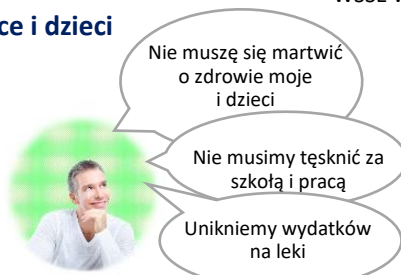 ce i dzieci
Nie muszę się martwić
o zdrowie moje
i dzieci
Nie musimy tęsknić za
szkołą i pracą
Unikniemy wydatków
na leki